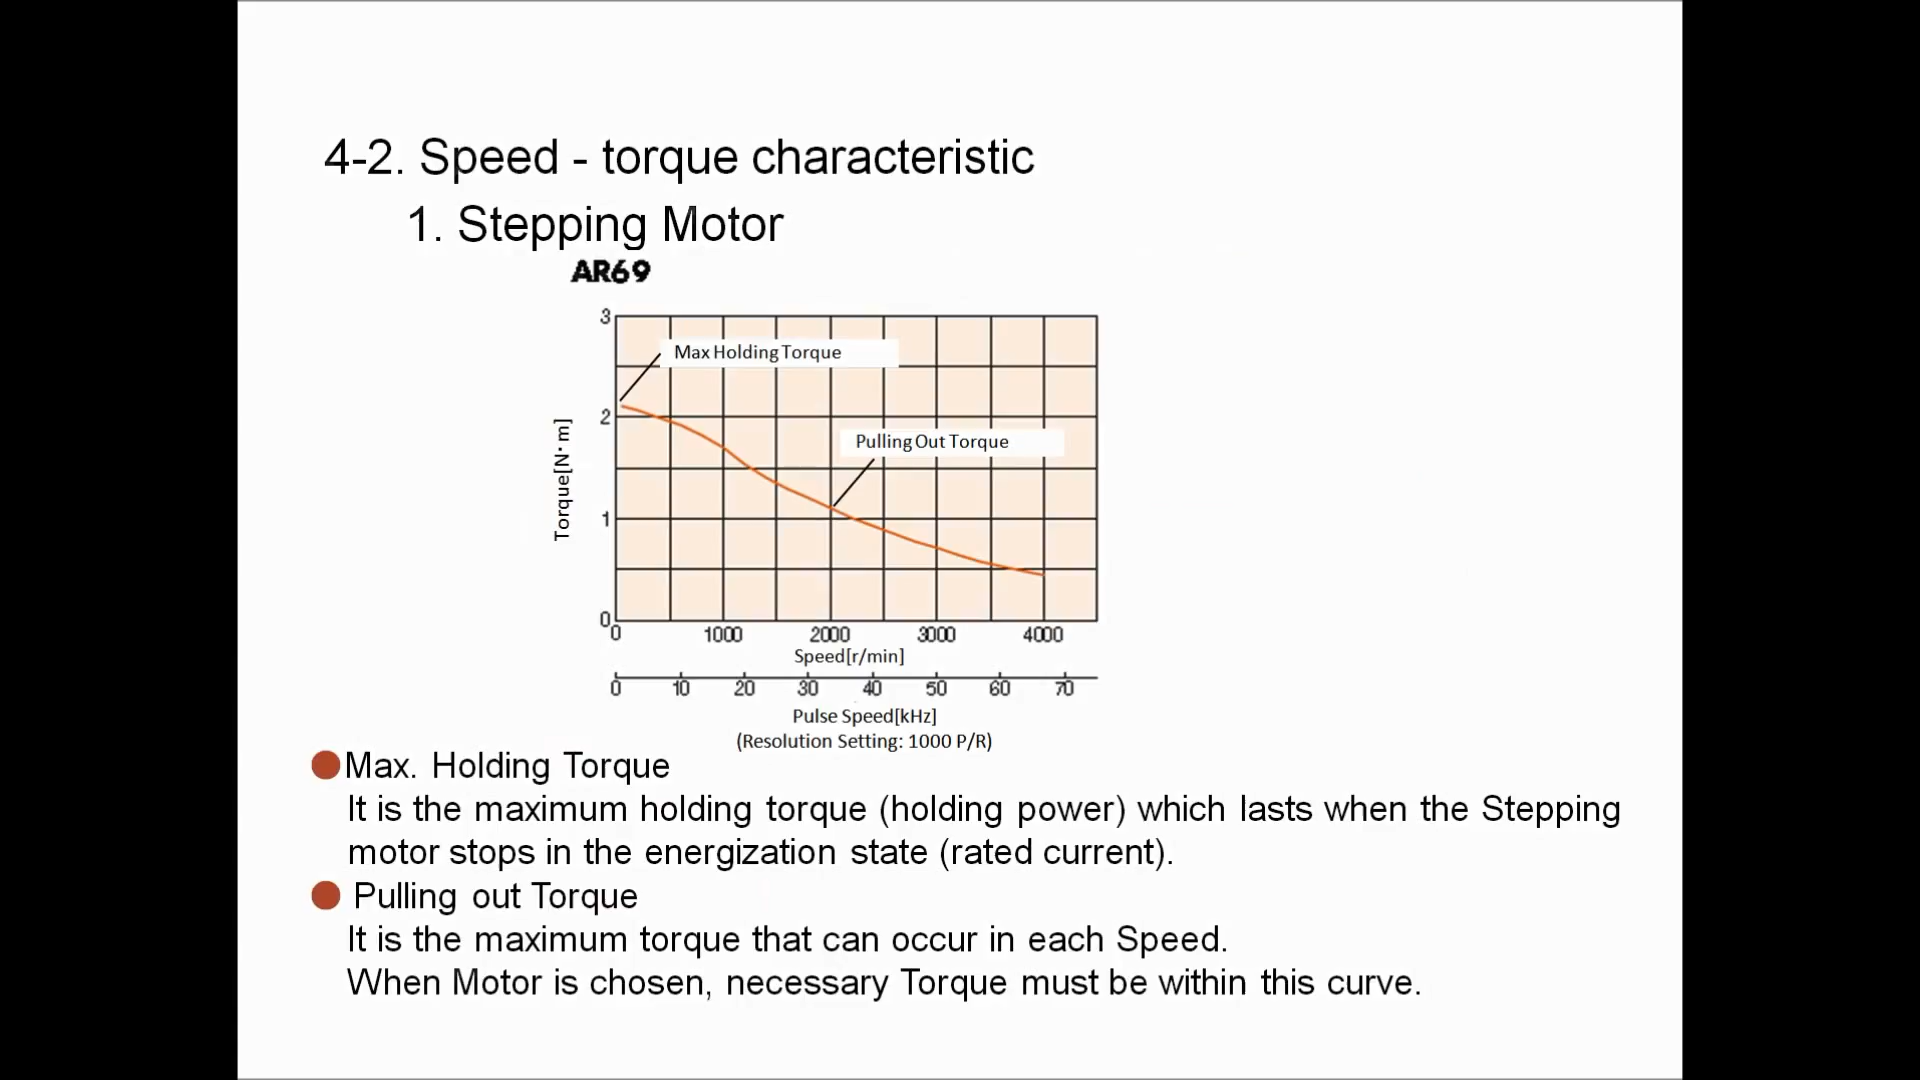 4-2. Speed - torque characteristic
1. Stepping Motor
AR69
3
Max Holding Torque
2
Pulling Out Torque
Torque[N·m]
1
0
0 1000 2000 3000 4000
Speed[r/min]
0 10 20 30 40 50 60 70
Pulse Speed[kHz]
(Resolution Setting: 1000 P/R)
Max. Holding Torque
It is the maximum holding torque (holding power) which lasts when the Stepping
motor stops in the energization state (rated current).
Pulling out Torque
It is the maximum torque that can occur in each Speed.
When Motor is chosen, necessary Torque must be within this curve.